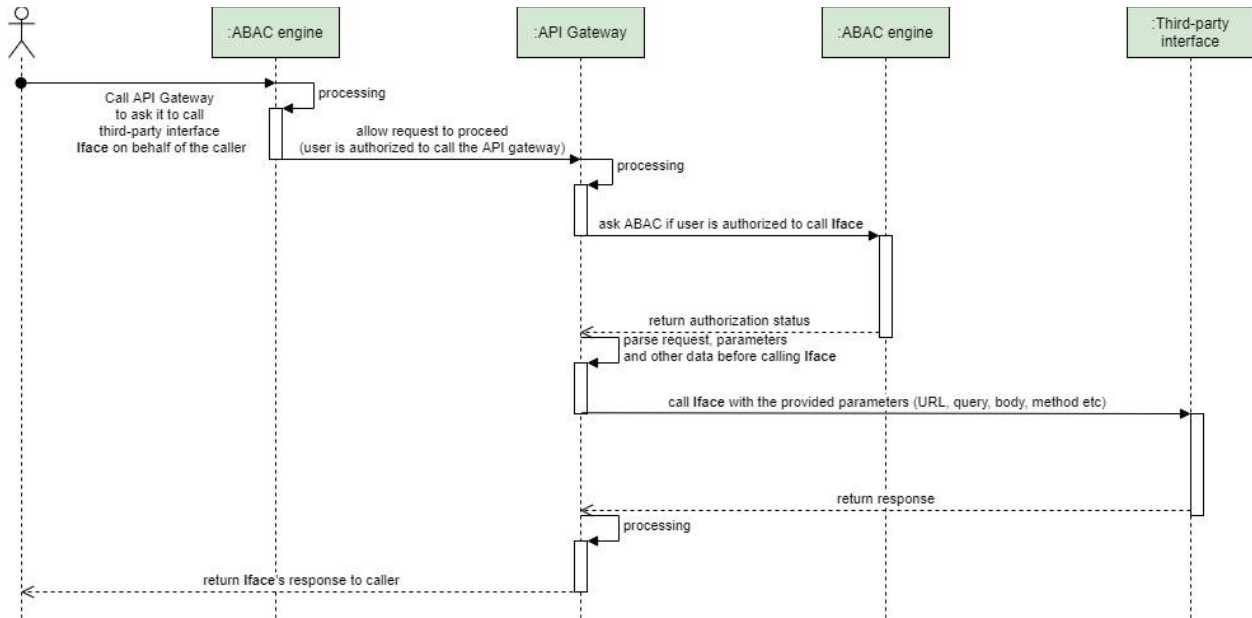 :ABAC engine
:API Gateway
:ABAC engine
:Third-party
interface
processing
Call API Gateway
to ask it to call
third-party interface
Iface on behalf of the caller
allow request to proceed
(user is authorized to call the API gateway)
processing
ask ABAC if user is authorized to call Iface
return authorization status
parse request, parameters
and other data before calling Iface
call Iface with the provided parameters (URL, query, body, method etc)
return response
processing
return Iface's response to caller